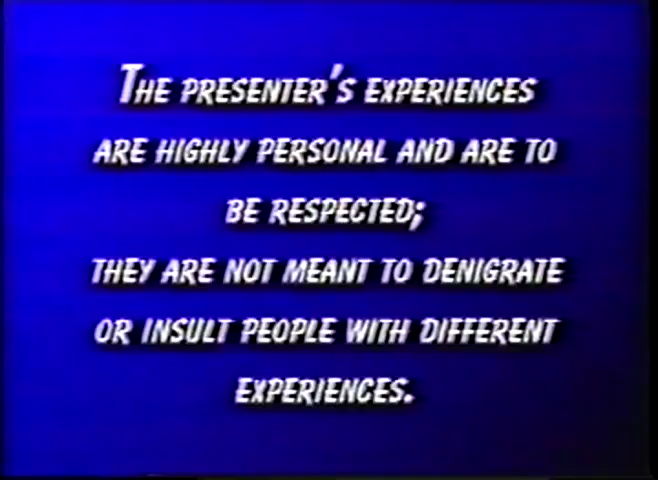 THE PRESENTER'S EXPERIENCES
ARE HIGHLY PERSONAL AND ARE TO
BE RESPECTED;
THEY ARE NOT MEANT TO DENIGRATE
OR INSULT PEOPLE WITH DIFFERENT
EXPERIENCES.